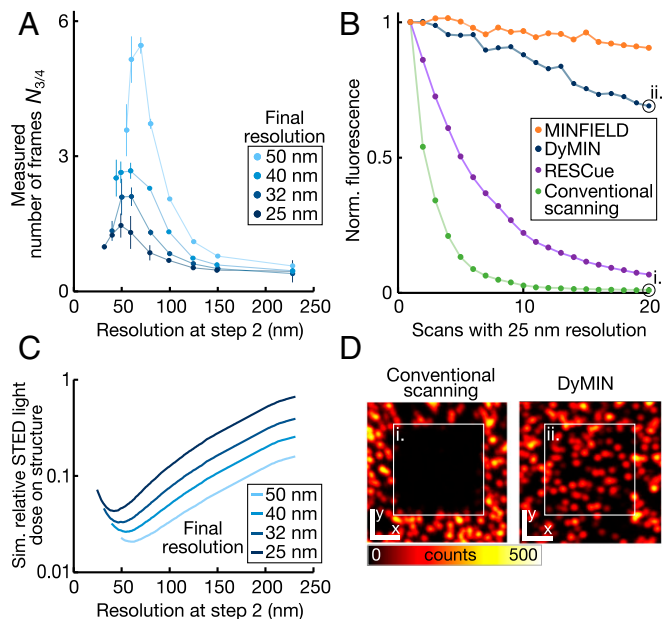 A
Measured
number of frames N3/4
6
3
0
0
50
100
150
200
250
Resolution at step 2 (nm)
Final
resolution
50 nm
40 nm
32 nm
25 nm
B
Norm. fluorescence
1
0.5
0
0
10
20
Scans with 25 nm resolution
MINFIELD
DyMIN
RESCue
Conventional
scanning
ii.
i.
C
Sim. relative STED light
dose on structure
1
0.1
0.01
0
50
100
150
200
250
Resolution at step 2 (nm)
Final
resolution
50 nm
40 nm
32 nm
25 nm
D
Conventional
scanning
DyMIN
i.
ii.
y
x
y
x
0 counts 500